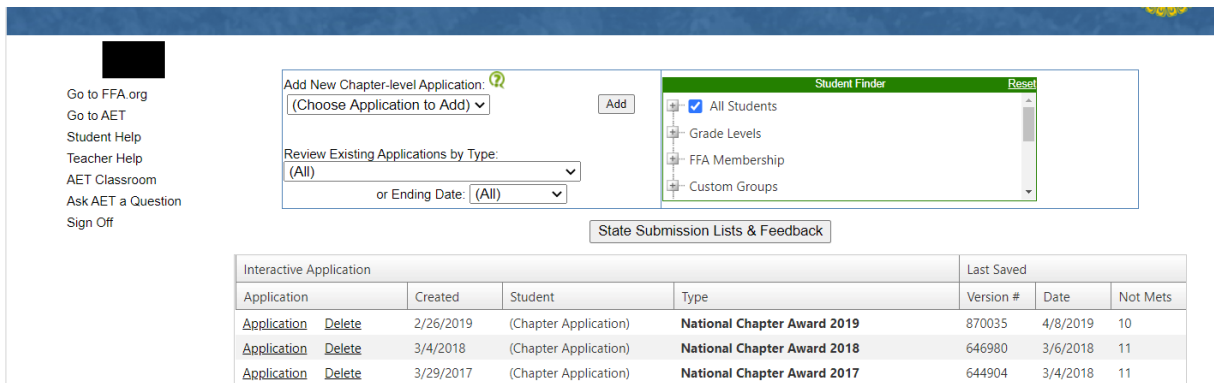 Go to FFA.org
Go to AET
Student Help
Teacher Help
AET Classroom
Ask AET a Question
Sign Off
Add New Chapter-level Application:
(Choose Application to Add)
Add
Review Existing Applications by Type:
(All)
or Ending Date: (All)
Student Finder Reset
All Students
Grade Levels
FFA Membership
Custom Groups
State Submission Lists & Feedback
Interactive Application Last Saved
Application Created Student Type Version # Date Not Mets
Application Delete 2/26/2019 (Chapter Application) National Chapter Award 2019 870035 4/8/2019 10
Application Delete 3/4/2018 (Chapter Application) National Chapter Award 2018 646980 3/6/2018 11
Application Delete 3/29/2017 (Chapter Application) National Chapter Award 2017 644904 3/4/2018 11